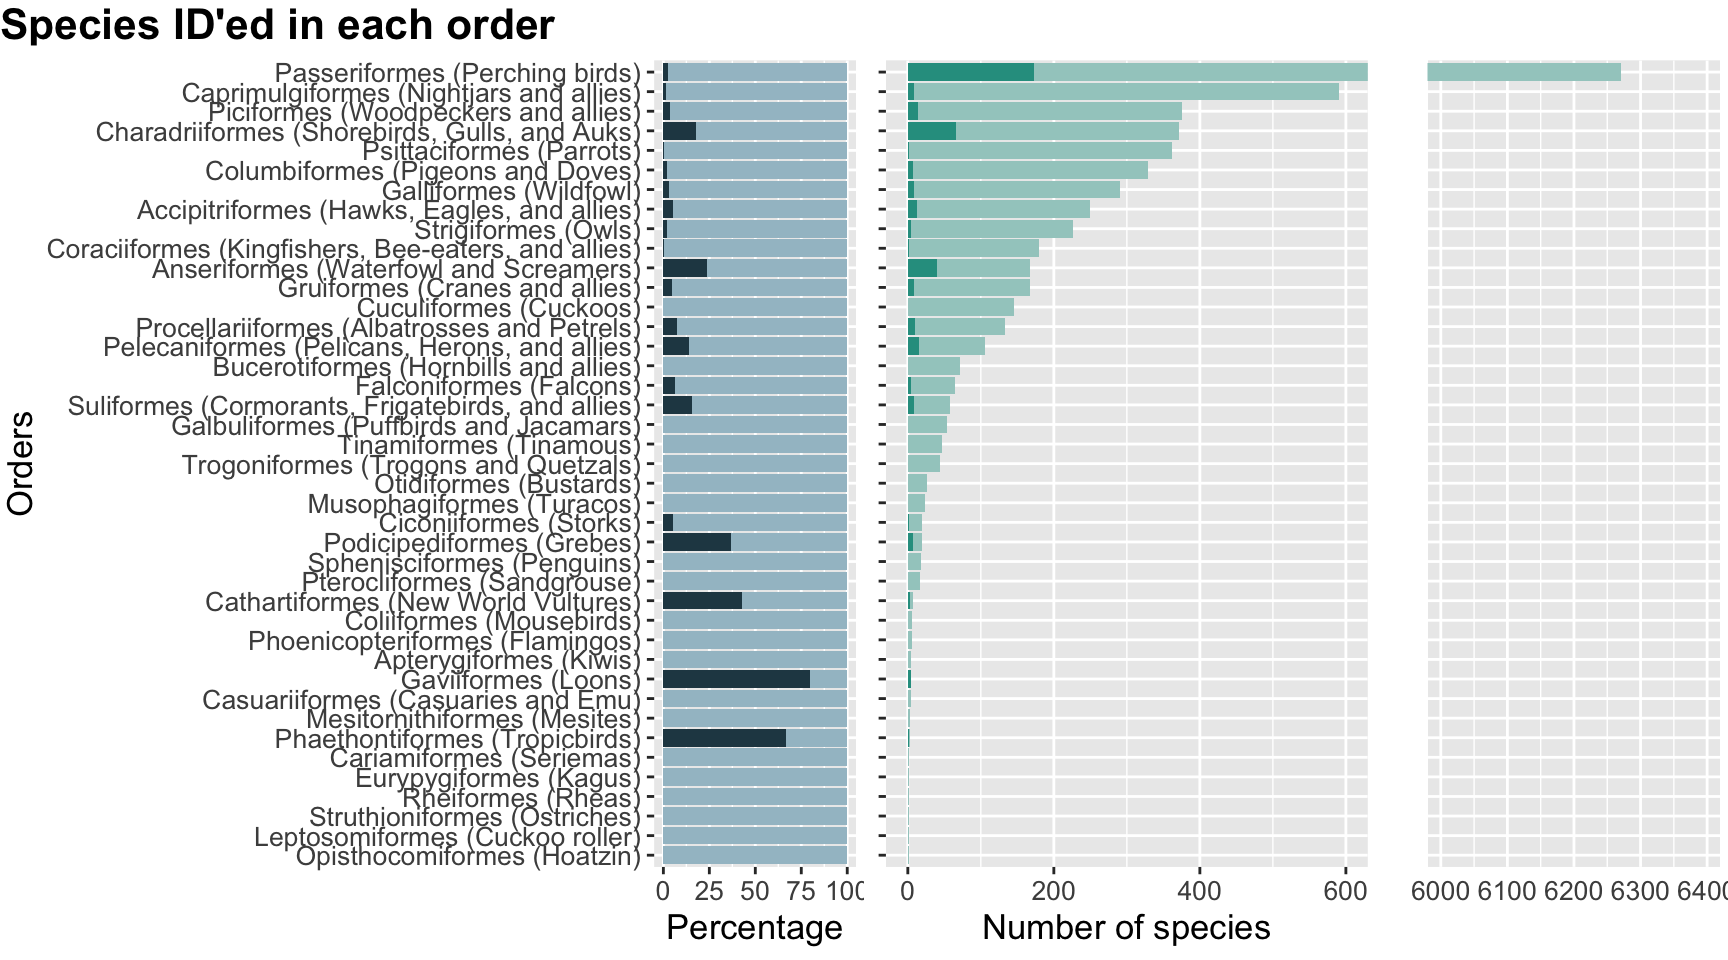 Species ID'ed in each order
Orders
Passeriformes (Perching birds)
Caprimulgiformes (Nightjars and allies)
Piciformes (Woodpeckers and allies)
Charadriiformes (Shorebirds, Gulls, and Auks)
Psittaciformes (Parrots)
Columbiformes (Pigeons and Doves)
Galliformes (Wildfowl)
Accipitriformes (Hawks, Eagles, and allies)
Strigiformes (Owls)
Coraciiformes (Kingfishers, Bee-eaters, and allies)
Anseriformes (Waterfowl and Screamers)
Gruiformes (Cranes and allies)
Cuculiformes (Cuckoos)
Procellariiformes (Albatrosses and Petrels)
Pelecaniformes (Pelicans, Herons, and allies)
Bucerotiformes (Hornbills and allies)
Falconiformes (Falcons)
Suliformes (Cormorants, Frigatebirds, and allies)
Galbuliformes (Puffbirds and Jacamars)
Tinamiformes (Tinamous)
Trogoniformes (Trogons and Quetzals)
Otidiformes (Bustards)
Musophagiformes (Turacos)
Ciconiiformes (Storks)
Podicipediformes (Grebes)
Sphenisciformes (Penguins)
Pterocliformes (Sandgrouse)
Cathartiformes (New World Vultures)
Coliiformes (Mousebirds)
Phoenicopteriformes (Flamingos)
Apterygiformes (Kiwis)
Gaviiformes (Loons)
Casuariiformes (Casuaries and Emu)
Mesitornithiformes (Mesites)
Phaethontiformes (Tropicbirds)
Cariamiformes (Seriemas)
Eurypygiformes (Kagus)
Rheiformes (Rheas)
Struthioniformes (Ostriches)
Leptosomiformes (Cuckoo roller)
Opisthocomiformes (Hoatzin)
0 25 50 75 100
Percentage
0 200 400 600
6000 6100 6200 6300 6400
Number of species